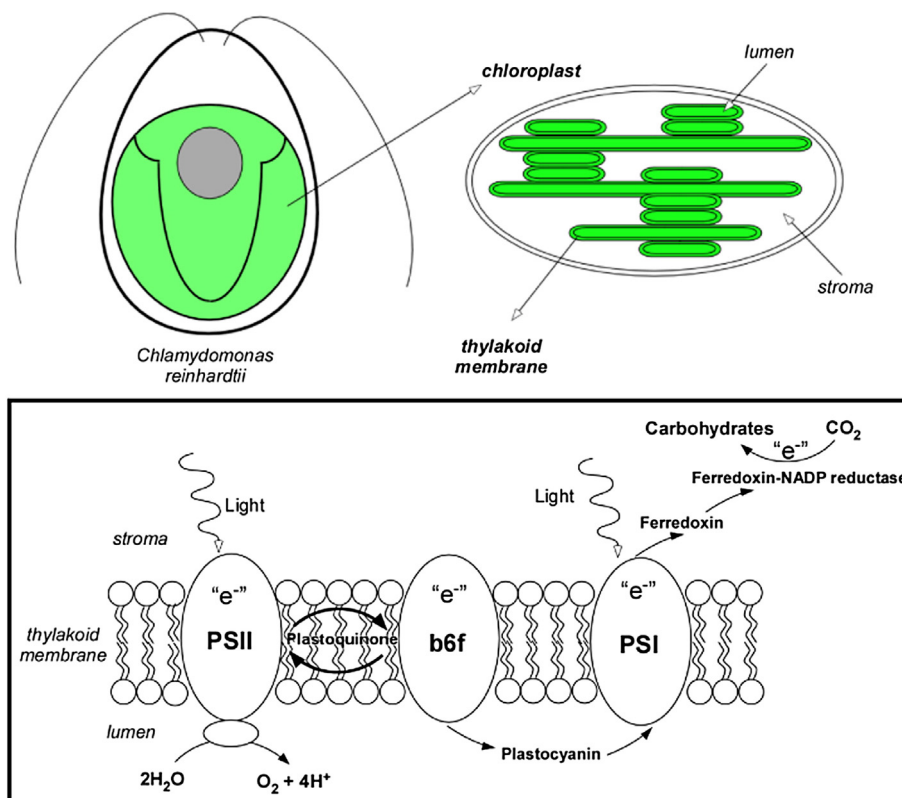 chloroplast
lumen
stroma
thylakoid
membrane
Chlamydomonas
reinhardtii
Carbohydrates
CO2
“e-”
Ferredoxin-NADP reductase
Light
Light
Ferredoxin
stroma
“e-”
“e-”
“e-”
thylakoid
membrane
PSII
Plastoquinone
b6f
PSI
lumen
Plastocyanin
2H2O
O2 + 4H+